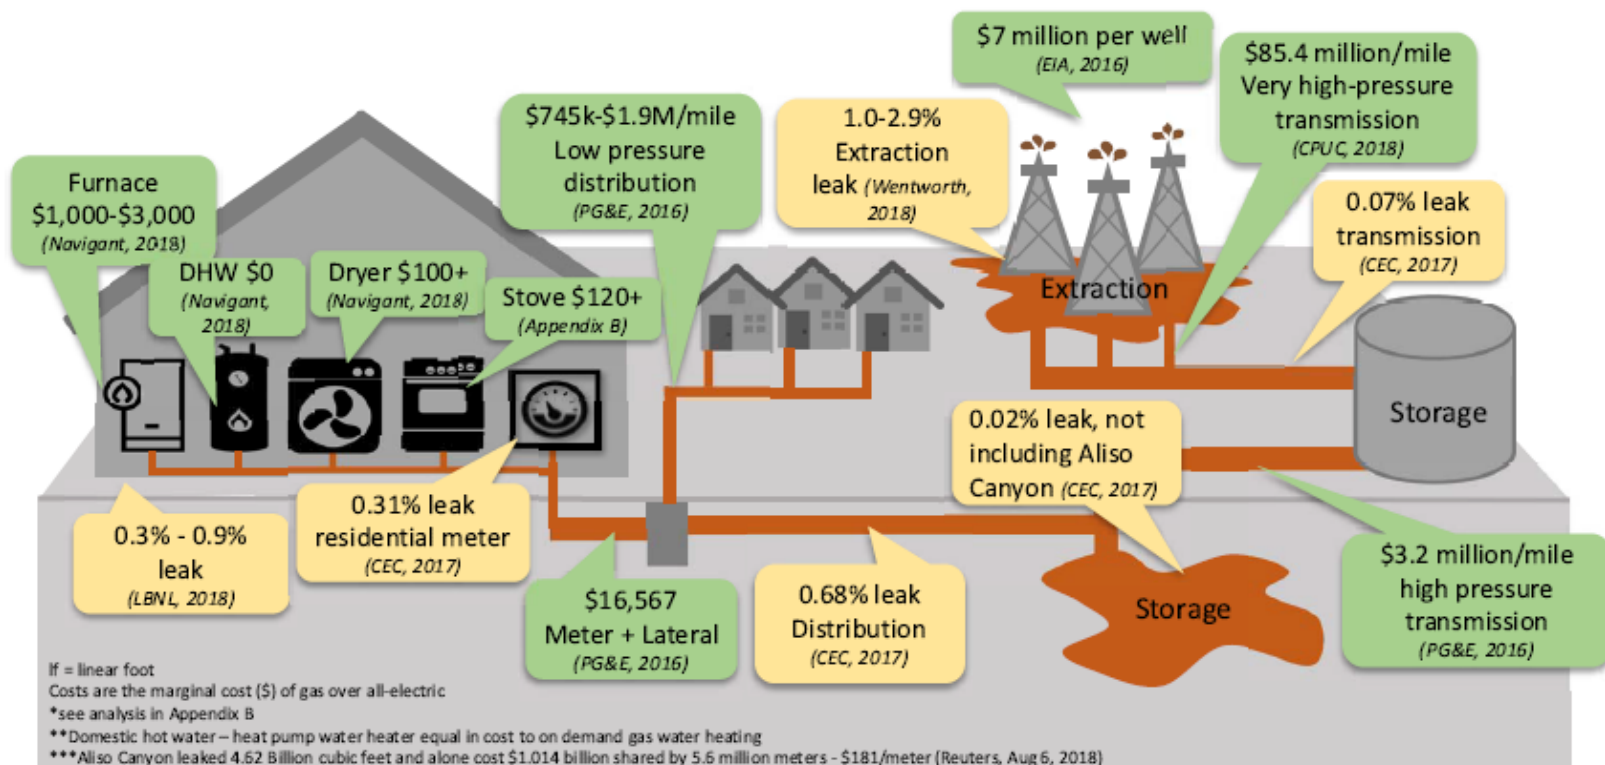 $7 million per well
(EIA, 2016)
$85.4 million/mile
Very high-pressure
transmission
(CPUC, 2018)
$745k-$1.9M/mile
Low pressure
distribution
(PG&E, 2016)
1.0-2.9%
Extraction
leak (Wentworth,
2018)
Furnace
$1,000-$3,000
(Navigant, 2018)
0.07% leak
transmission
(CEC, 2017)
DHW $0
(Navigant,
2018)
Dryer $100+
(Navigant, 2018)
Stove $120+
(Appendix B)
Extraction
Storage
0.02% leak, not
including Aliso
Canyon (CEC, 2017)
0.3% - 0.9%
leak
(LBNL, 2018)
0.31% leak
residential meter
(CEC, 2017)
$16,567
Meter + Lateral
(PG&E, 2016)
0.68% leak
Distribution
(CEC, 2017)
Storage
$3.2 million/mile
high pressure
transmission
(PG&E, 2016)
lf = linear foot
Costs are the marginal cost ($) of gas over all-electric
*see analysis in Appendix B
**Domestic hot water – heat pump water heater equal in cost to on demand gas water heating
***Aliso Canyon leaked 4.62 Billion cubic feet and alone cost $1.014 billion shared by 5.6 million meters - $181/meter (Reuters, Aug 6, 2018)